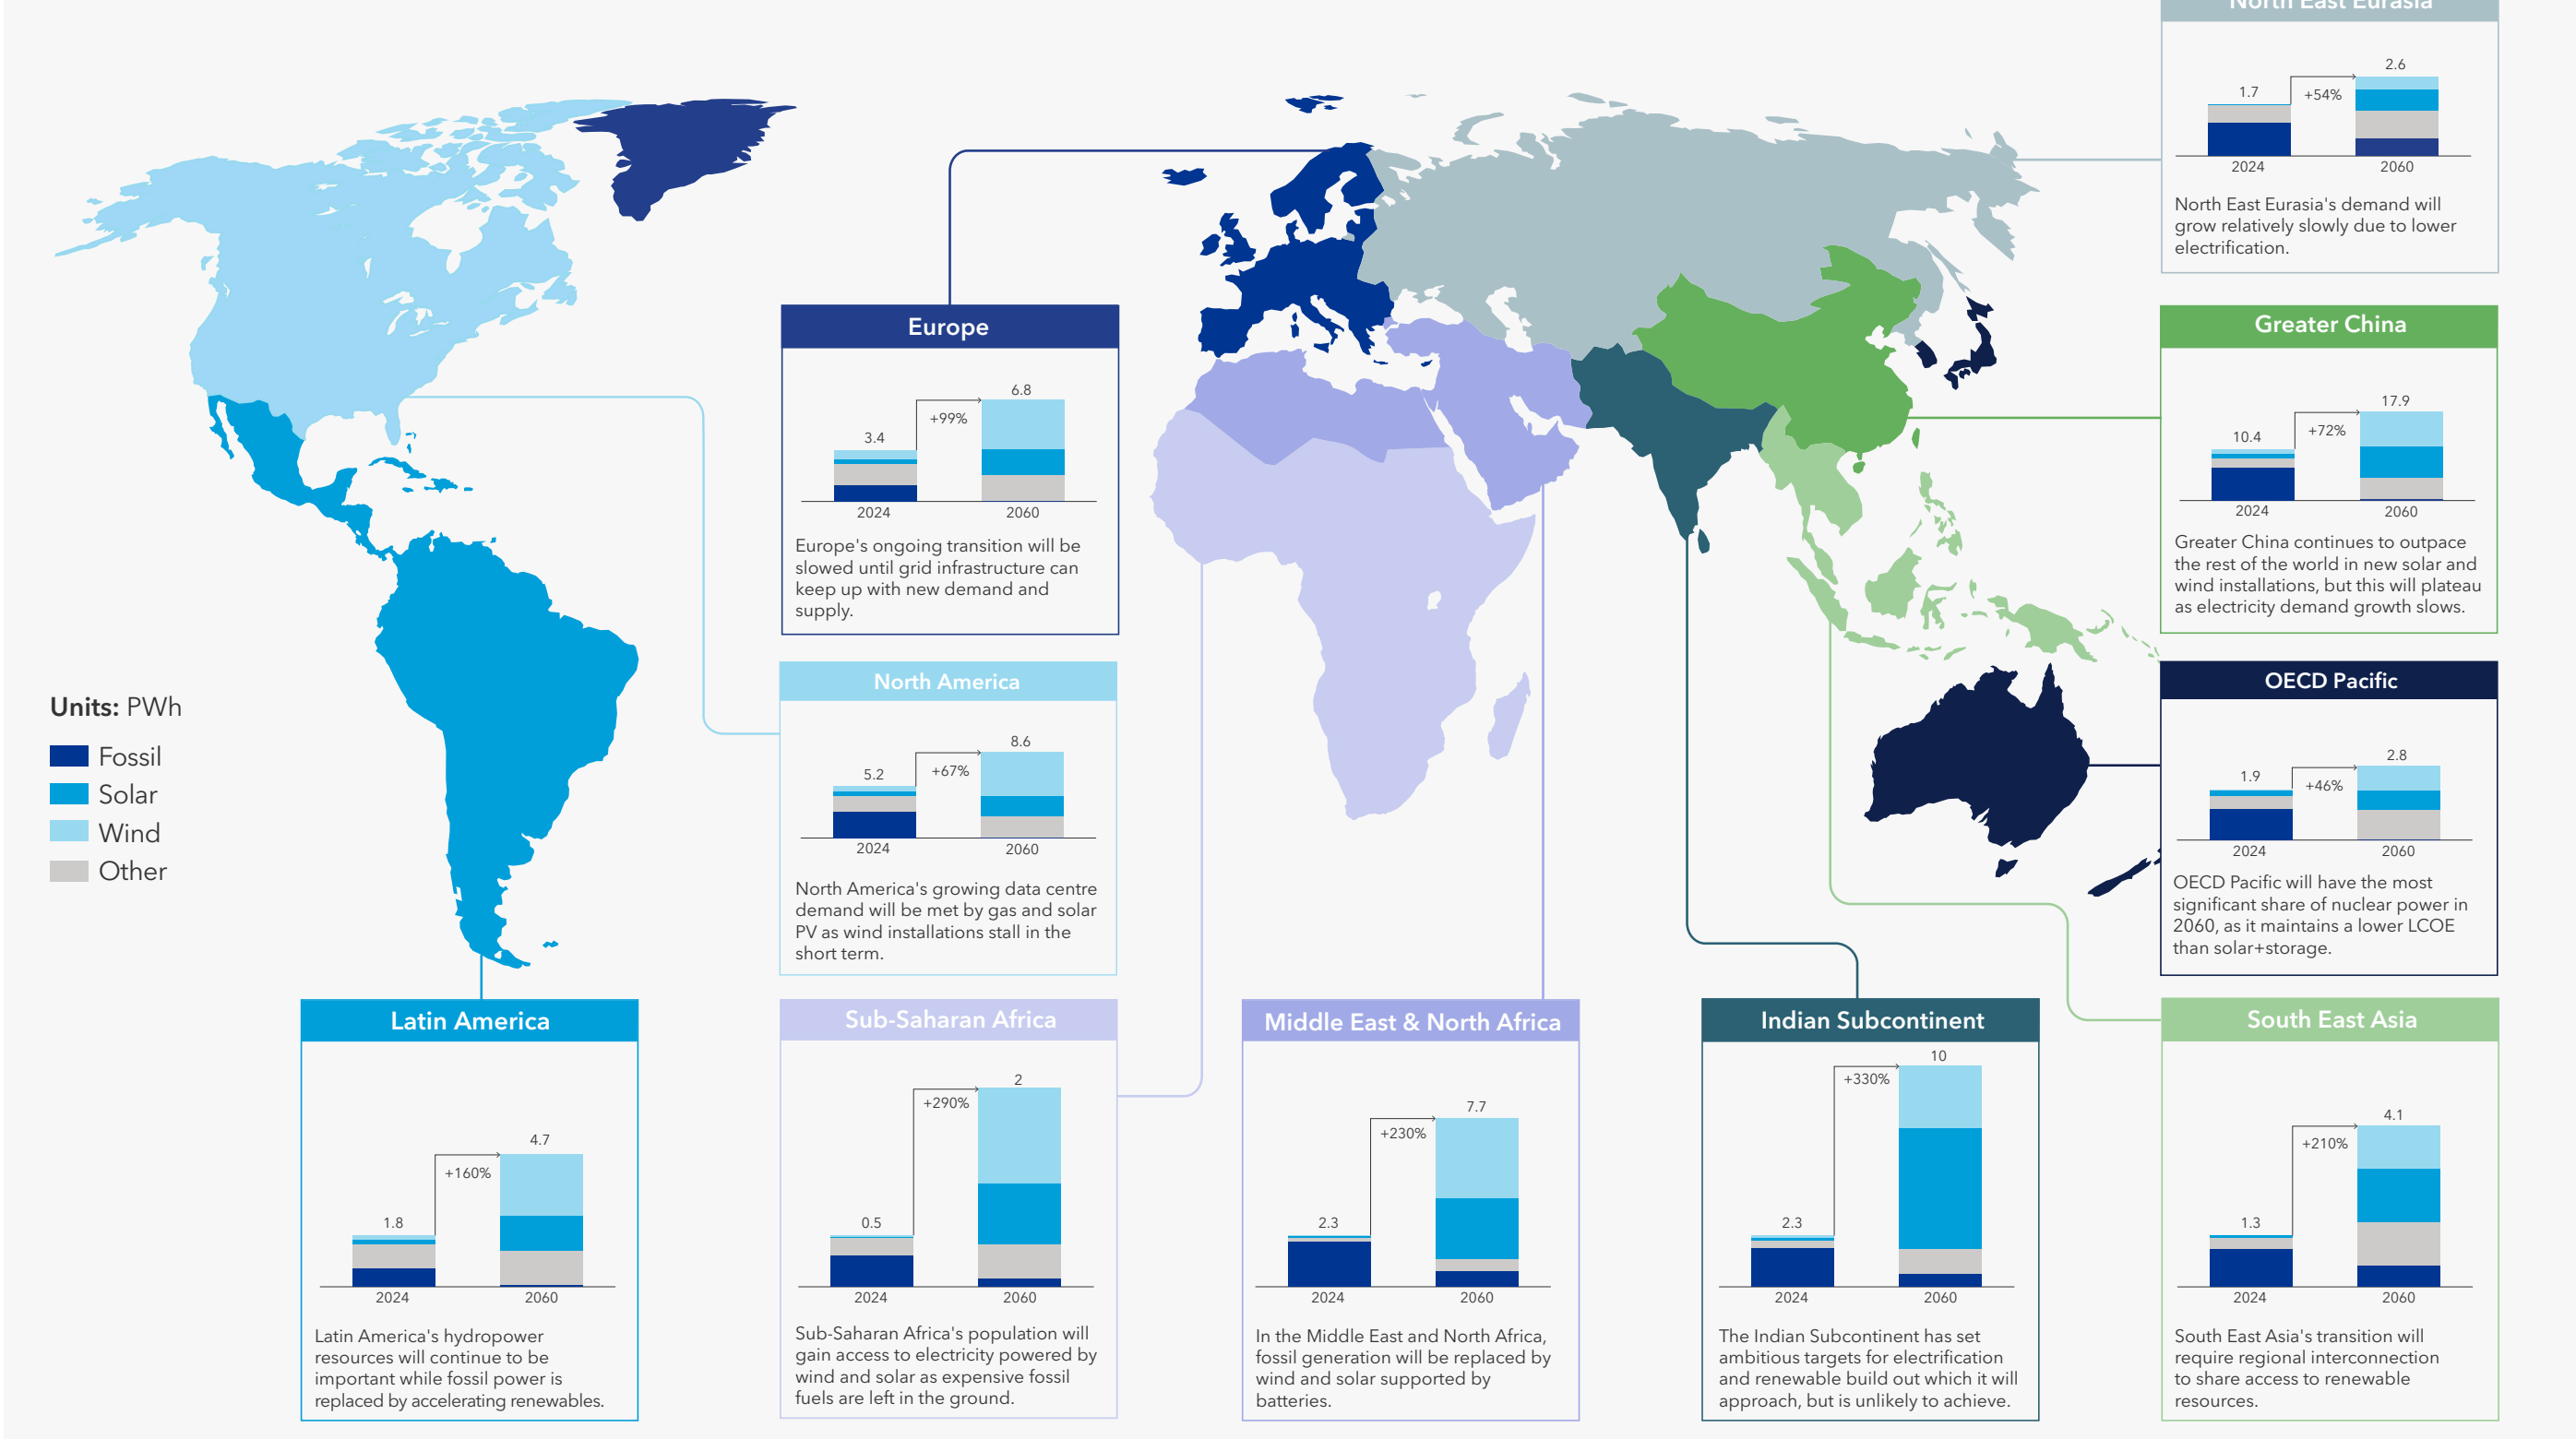 North East Eurasia
2.6
1.7
+54%
2024
2060
North East Eurasia's demand will
grow relatively slowly due to lower
electrification.
Europe
6.8
+99%
3.4
2024
2060
Europe's ongoing transition will be
slowed until grid infrastructure can
keep up with new demand and
supply.
Greater China
17.9
+72%
10.4
2024
2060
Greater China continues to outpace
the rest of the world in new solar and
wind installations, but this will plateau
as electricity demand growth slows.
Units: PWh
Fossil
Solar
Wind
Other
North America
8.6
5.2
+67%
2024
2060
North America's growing data centre
demand will be met by gas and solar
PV as wind installations stall in the
short term.
OECD Pacific
2.8
1.9
+46%
2024
2060
OECD Pacific will have the most
significant share of nuclear power in
2060, as it maintains a lower LCOE
than solar+storage.
Latin America
4.7
+160%
1.8
2024
2060
Latin America's hydropower
resources will continue to be
important while fossil power is
replaced by accelerating renewables.
Sub-Saharan Africa
2
+290%
0.5
2024
2060
Sub-Saharan Africa's population will
gain access to electricity powered by
wind and solar as expensive fossil
fuels are left in the ground.
Middle East & North Africa
7.7
+230%
2.3
2024
2060
In the Middle East and North Africa,
fossil generation will be replaced by
wind and solar supported by
batteries.
Indian Subcontinent
10
+330%
2.3
2024
2060
The Indian Subcontinent has set
ambitious targets for electrification
and renewable build out which it will
approach, but is unlikely to achieve.
South East Asia
4.1
+210%
1.3
2024
2060
South East Asia's transition will
require regional interconnection
to share access to renewable
resources.